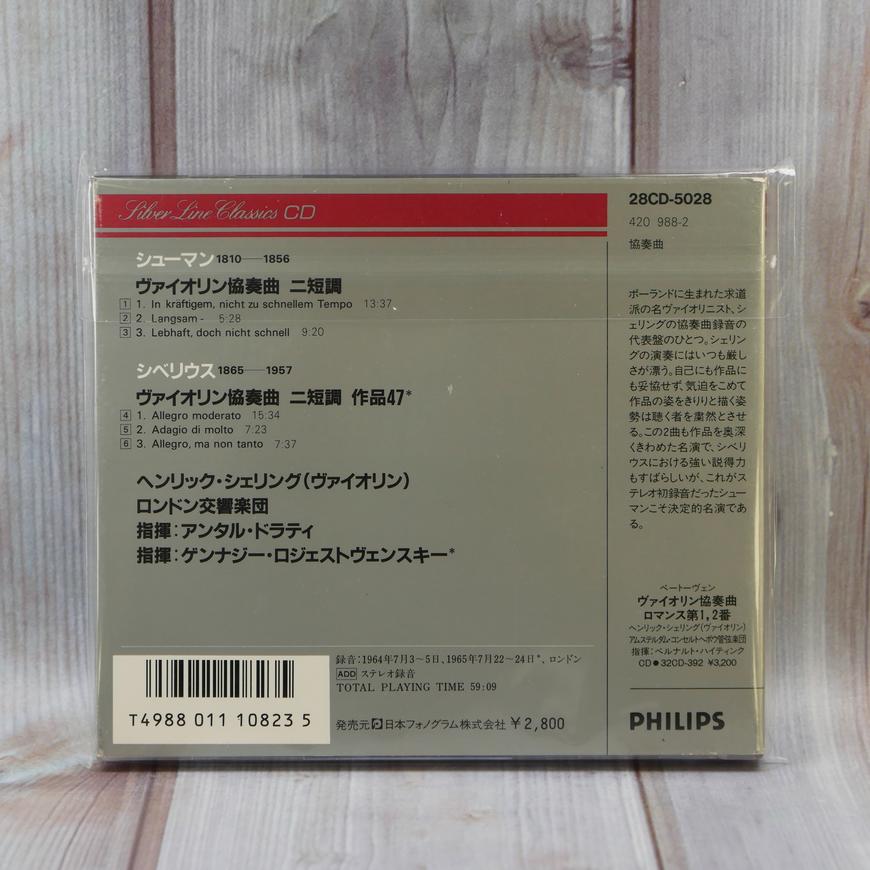 Silver Line Classics CD
シューマン 1810——1856
ヴァイオリン協奏曲 ニ短調
1 1. In kräftigem, nicht zu schnellem Tempo 13:37
2 2. Langsam - 5:28
3 3. Lebhaft, doch nicht schnell 9:20
シベリウス 1865——1957
ヴァイオリン協奏曲 ニ短調 作品47*
4 1. Allegro moderato 15:34
5 2. Adagio di molto 7:23
6 3. Allegro, ma non tanto 7:37
ヘンリック・シェリング(ヴァイオリン)
ロンドン交響楽団
指揮:アンタル・ドラティ
指揮:ゲンナジー・ロジェストヴェンスキー*
T4988 011 10823 5
録音:1964年7月3~5日、1965年7月22~24日*、ロンドン
ADD ステレオ録音
TOTAL PLAYING TIME 59:09
発売元 日本フォノグラム株式会社 ¥2,800
28CD-5028
420 988-2
協奏曲
ポーランドに生まれた求道
派の名ヴァイオリニスト、シ
ェリングの協奏曲録音の
代表盤のひとつ。シェリン
グの演奏にはいつも厳し
さが漂う。自己にも作品に
も妥協せず、気迫をこめて
作品の姿をきりりと描く姿
勢は聴く者を粛然とさせ
る。この2曲も作品を奥深
くきわめた名演で、シベリ
ウスにおける強い説得力
もすばらしいが、これがス
テレオ初録音だったシュー
マンこそ決定的名演であ
る。
ベートーヴェン
ヴァイオリン協奏曲
ロマンス第1,2番
ヘンリック・シェリング(ヴァイオリン)
アムステルダム・コンセルトヘボウ管弦楽団
指揮:ベルナルト・ハイティンク
CD●32CD-392 ¥3,200
PHILIPS